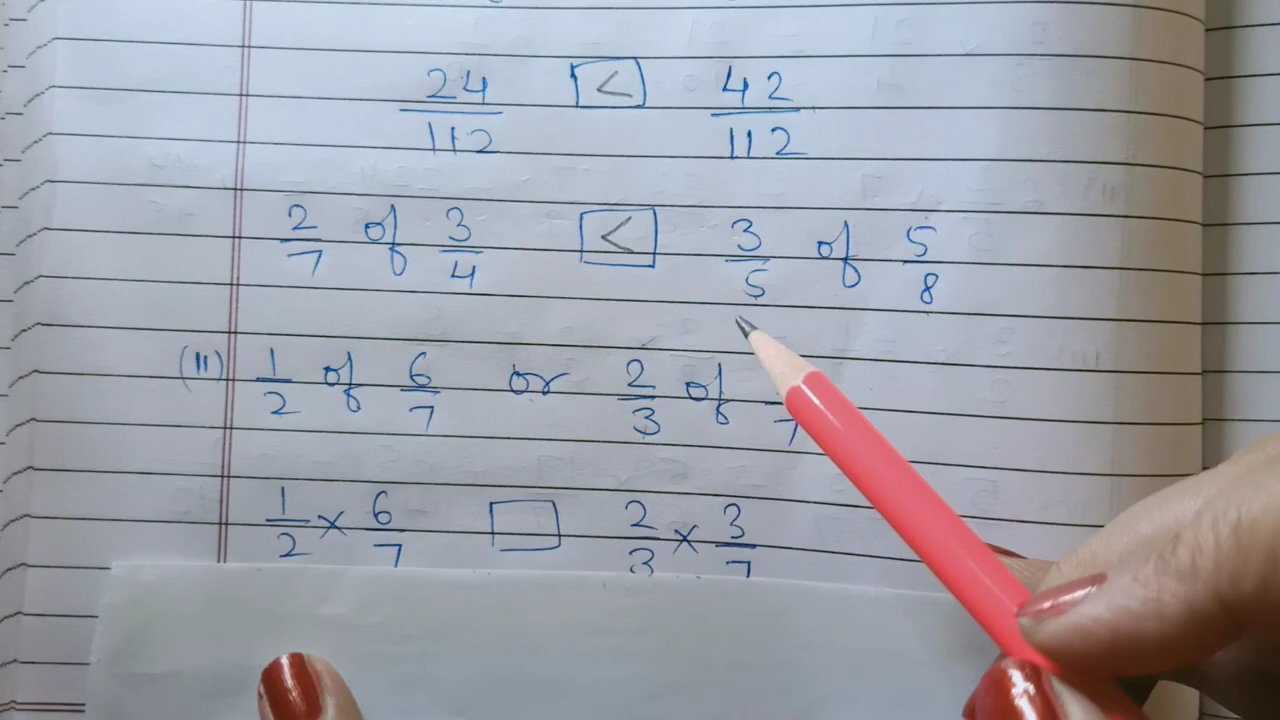 24/112 < 42/112
2/7 of 3/4 < 3/5 of 5/8
(II) 1/2 of 6/7 or 2/3 of /7
1/2 × 6/7 □ 2/3 × 3/7